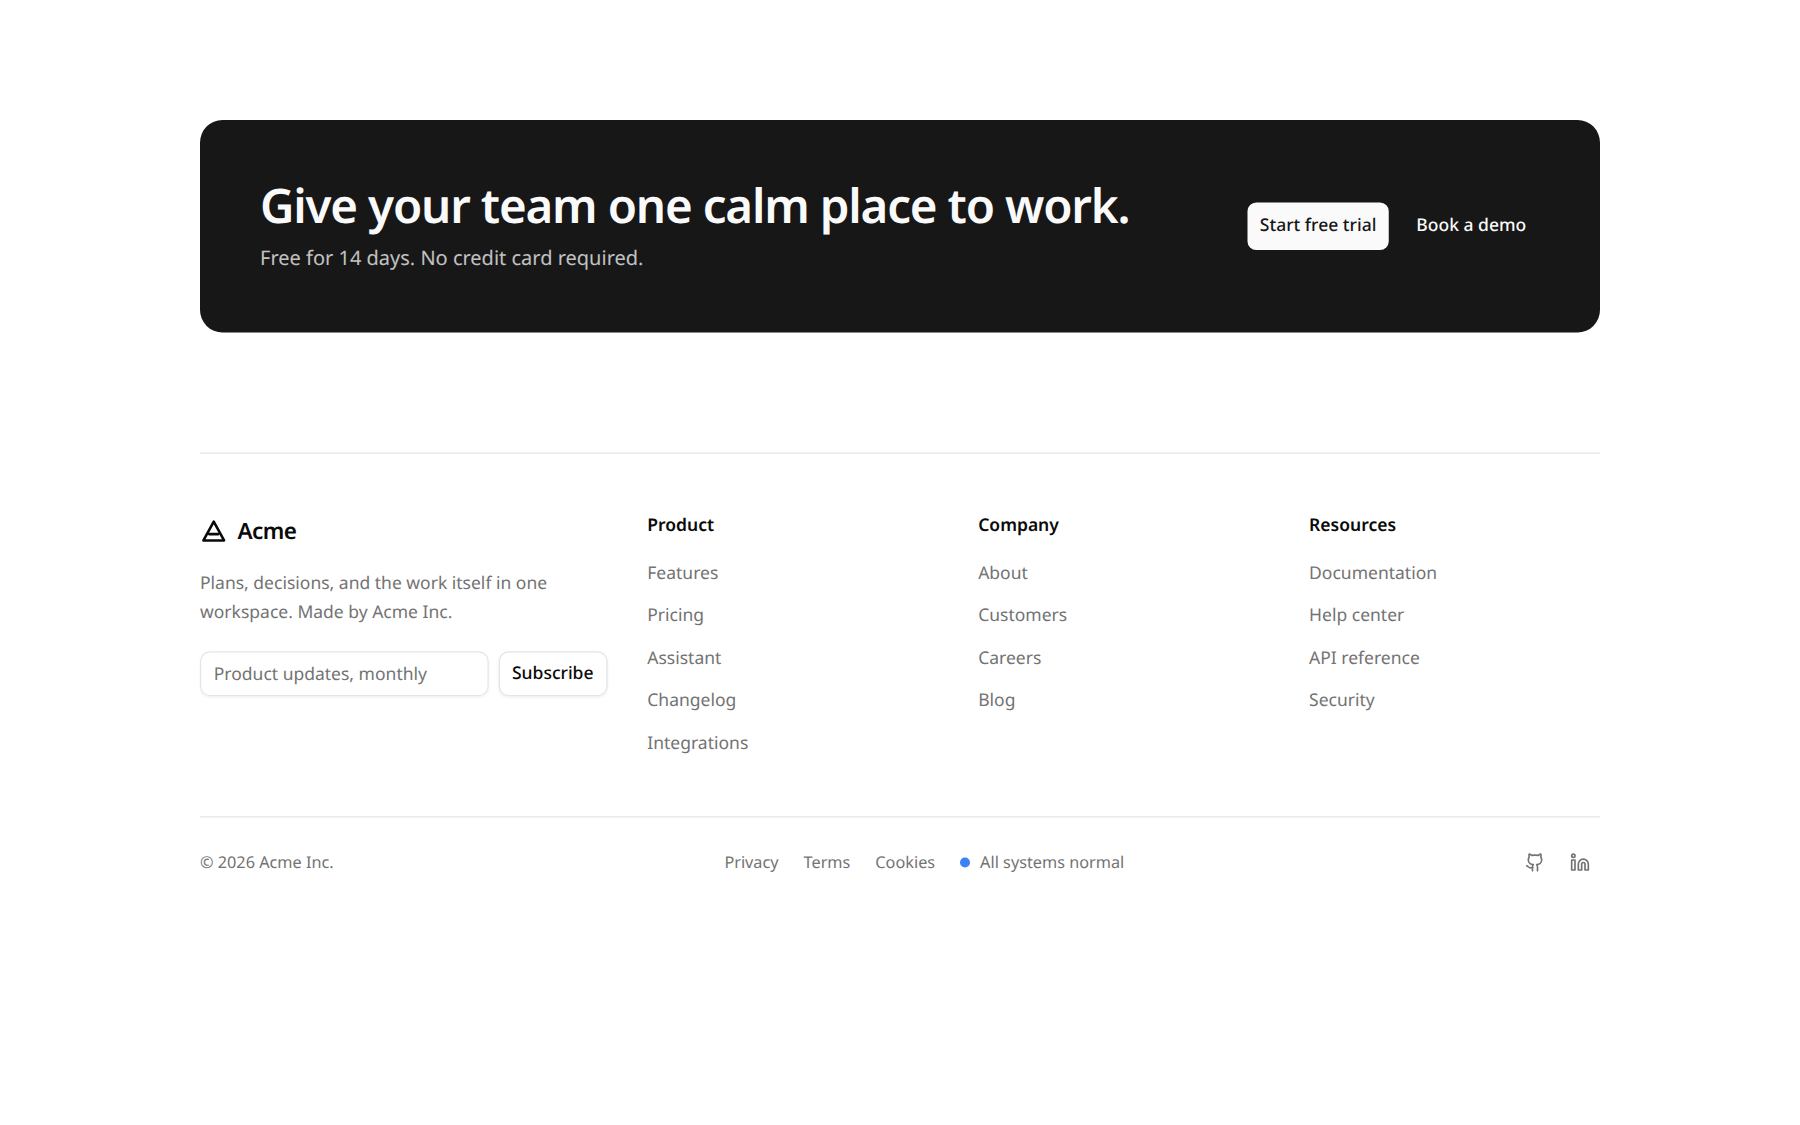 Give your team one calm place to work.
Free for 14 days. No credit card required.
Start free trial
Book a demo
Acme
Plans, decisions, and the work itself in one
workspace. Made by Acme Inc.
Product updates, monthly
Subscribe
Product
Features
Pricing
Assistant
Changelog
Integrations
Company
About
Customers
Careers
Blog
Resources
Documentation
Help center
API reference
Security
© 2026 Acme Inc.
Privacy
Terms
Cookies
All systems normal